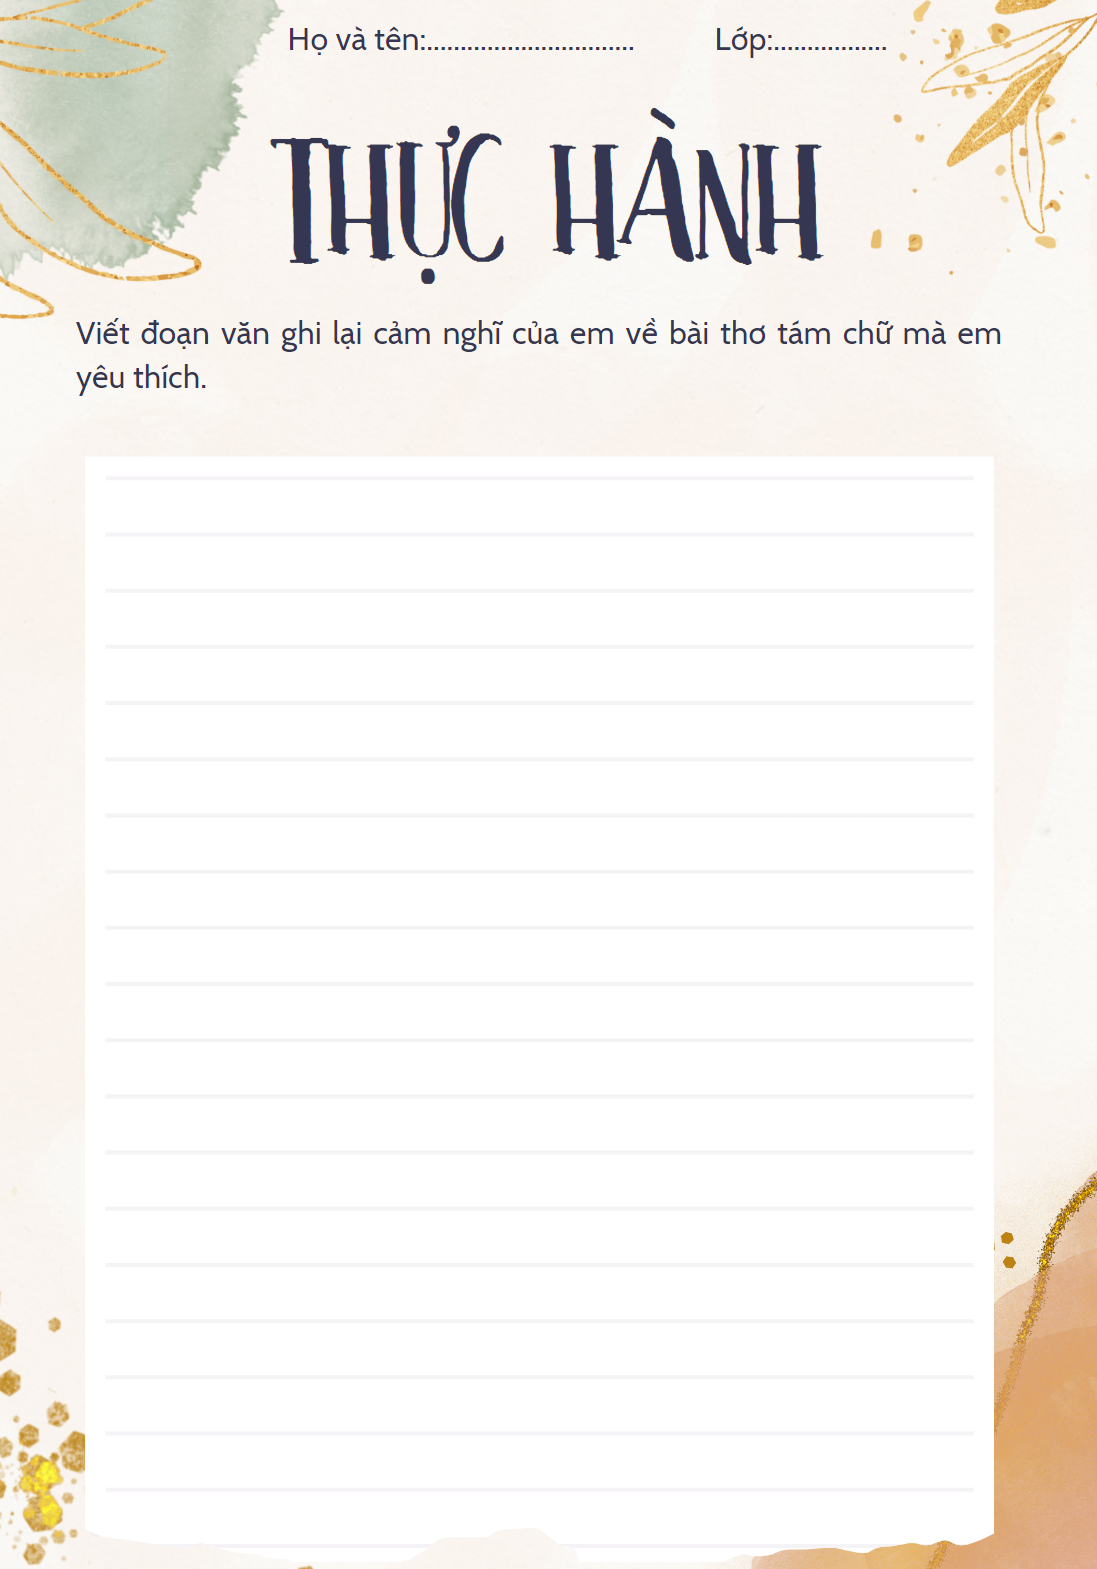 Họ và tên:............................... Lớp:.................
THỰC HÀNH
Viết đoạn văn ghi lại cảm nghĩ của em về bài thơ tám chữ mà em
yêu thích.